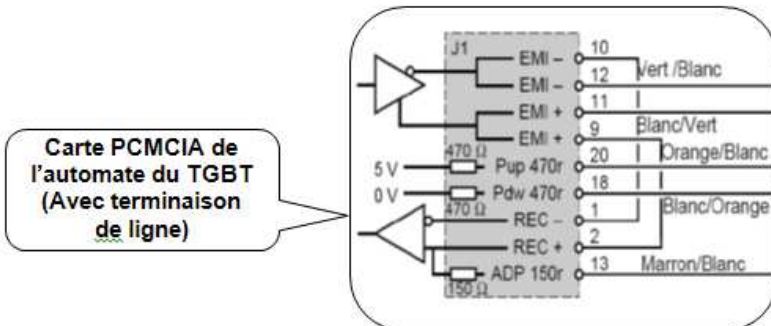 Carte PCMCIA de
l'automate du TGBT
(Avec terminaison
de ligne)
J1
EMI – 10
Vert /Blanc
EMI – 12
EMI + 11
Blanc/Vert
EMI + 9
470 Ω
Orange/Blanc
5 V Pup 470r 20
0 V Pdw 470r 18
470 Ω
Blanc/Orange
REC – 1
REC + 2
ADP 150r 13 Marron/Blanc
150 Ω